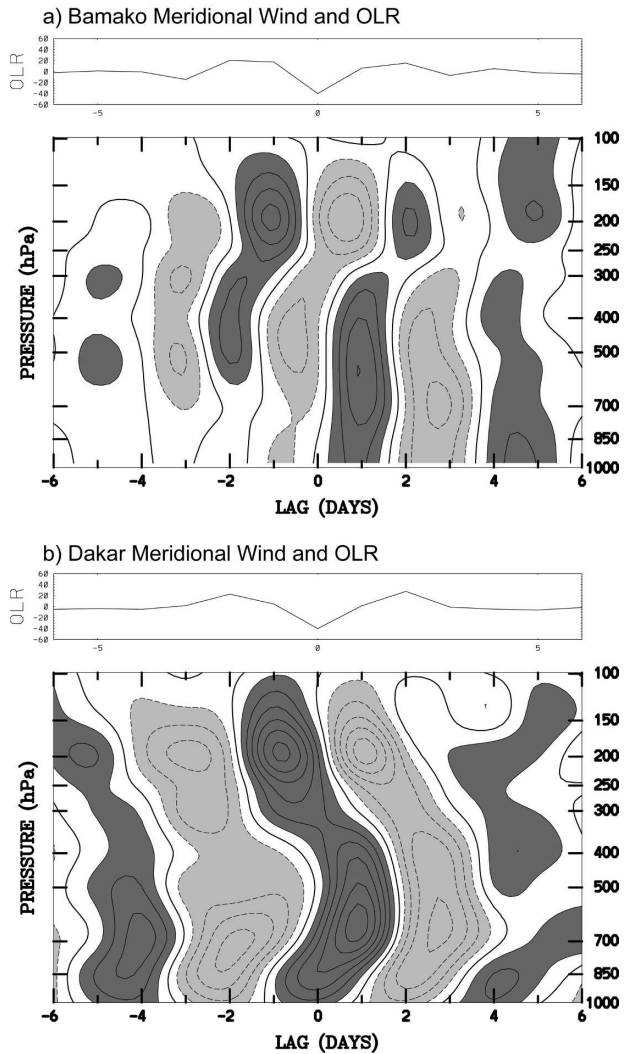 a) Bamako Meridional Wind and OLR
OLR
60
40
20
0
-20
-40
-60
-5 0 5
PRESSURE (hPa)
100
150
200
250
300
400
500
700
850
1000
-6 -4 -2 0 2 4 6
LAG (DAYS)
b) Dakar Meridional Wind and OLR
OLR
60
40
20
0
-20
-40
-60
-5 0 5
PRESSURE (hPa)
100
150
200
250
300
400
500
700
850
1000
-6 -4 -2 0 2 4 6
LAG (DAYS)